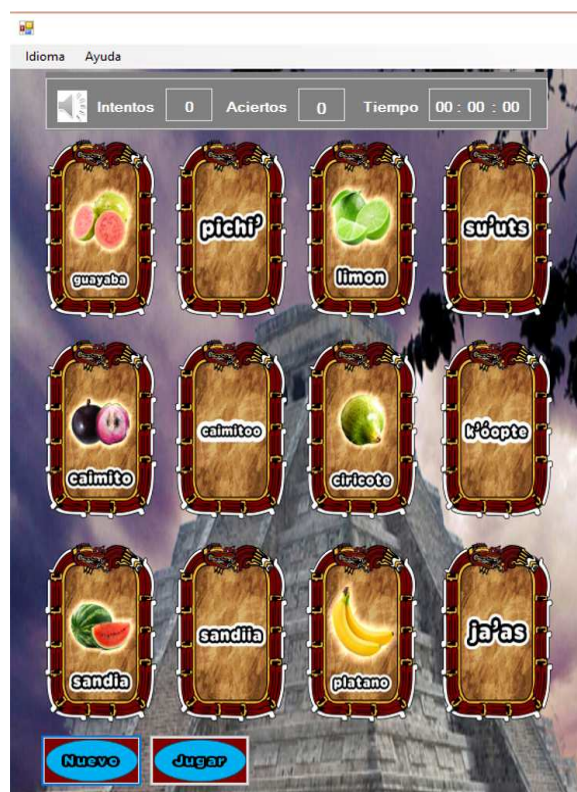 Idioma Ayuda
Intentos 0 Aciertos 0 Tiempo 00 : 00 : 00
guayaba pichi’ limon su’uts
caimito caimitoo ciricote k’óopte
sandia sandiia platano ja’as
Nuevo Jugar